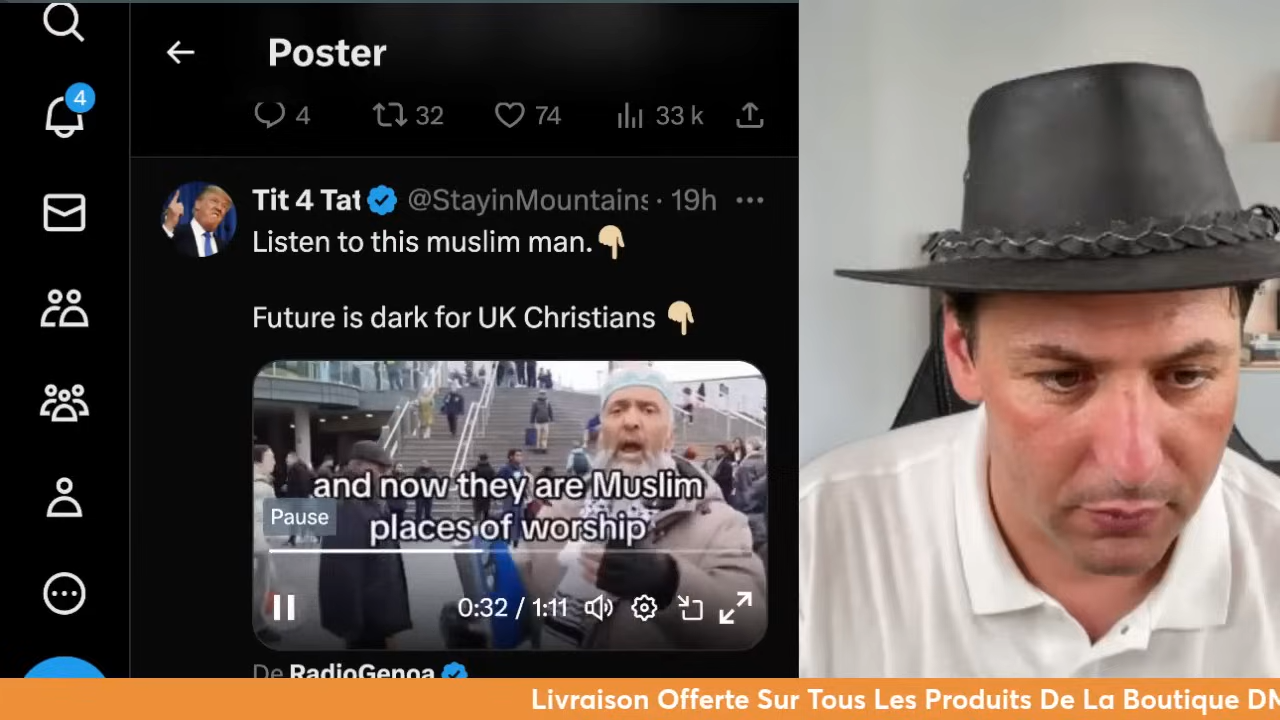 4
Poster
4 32 74 33 k
Tit 4 Tat @StayinMountains · 19h
Listen to this muslim man.
Future is dark for UK Christians
and now they are Muslim
places of worship
Pause
0:32 / 1:11
De RadioGenoa
Livraison Offerte Sur Tous Les Produits De La Boutique DN